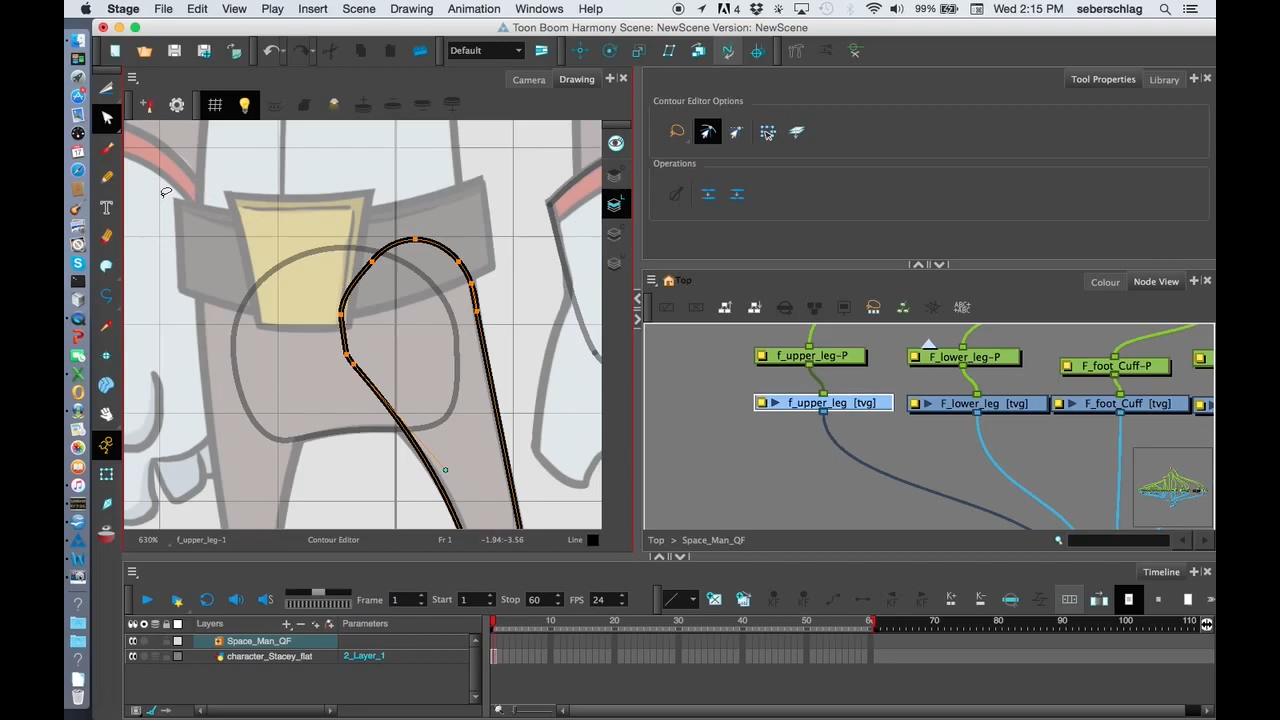 Stage File Edit View Play Insert Scene Drawing Animation Windows Help 4 99% Wed 2:15 PM seberschlag
Toon Boom Harmony Scene: NewScene Version: NewScene
Default
Camera Drawing
Tool Properties Library
Contour Editor Options
Operations
Top
Colour Node View
ABC
f_upper_leg-P F_lower_leg-P F_foot_Cuff-P
f_upper_leg [tvg] F_lower_leg [tvg] F_foot_Cuff [tvg]
630% f_upper_leg-1 Contour Editor Fr 1 -1.94:-3.56 Line
Top > Space_Man_QF
Timeline
Frame 1 Start 1 Stop 60 FPS 24
Layers Parameters
10 20 30 40 50 60 70 80 90 100 110
Space_Man_QF
character_Stacey_flat 2_Layer_1